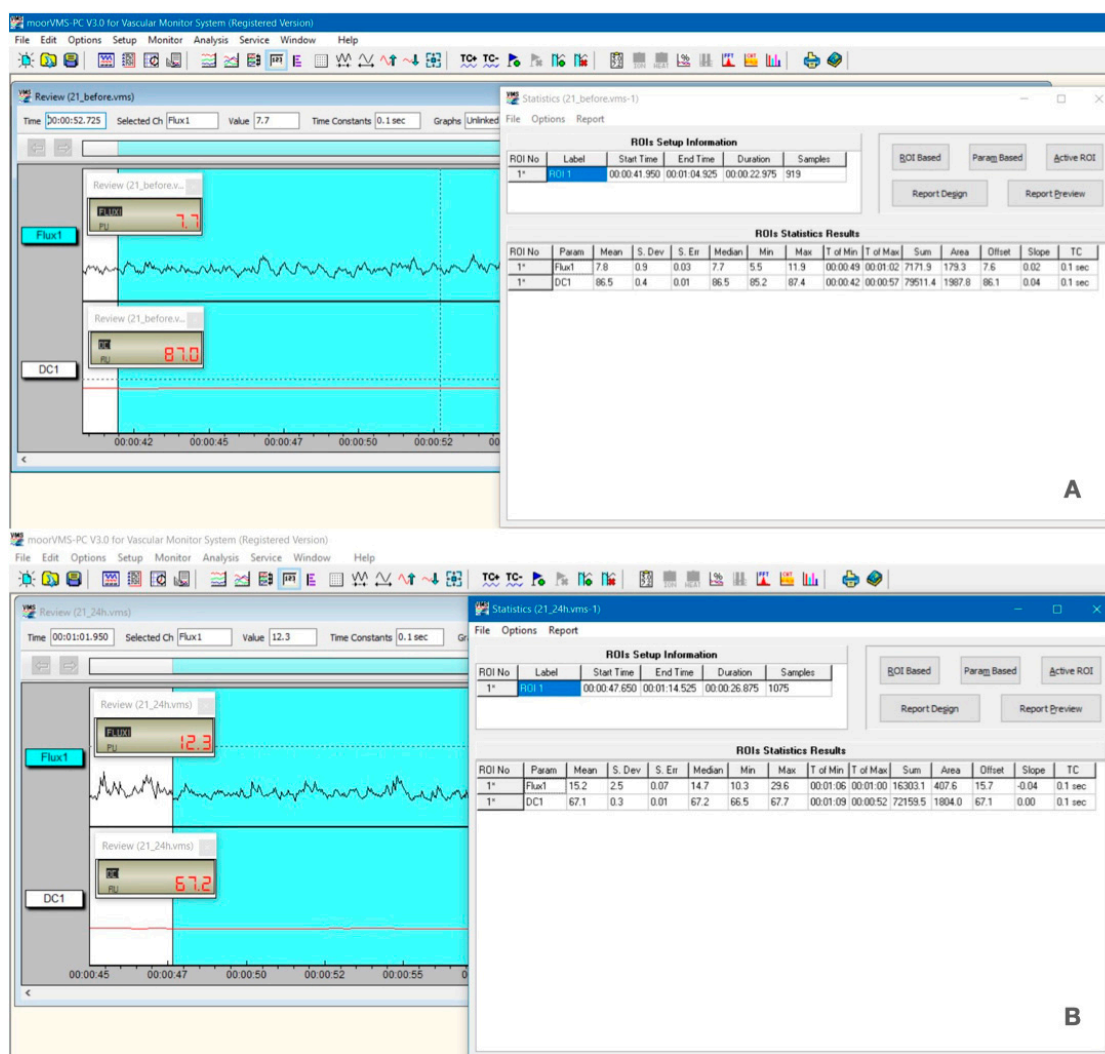 moorVMS-PC V3.0 for Vascular Monitor System (Registered Version)
File Edit Options Setup Monitor Analysis Service Window Help
TC+ TC-
Review (21_before.vms)
Time 00:00:52.725 Selected Ch Flux1 Value 7.7 Time Constants 0.1 sec Graphs Unlinked
Review (21_before.v...
FLUX1
PU 7.7
Flux1
Review (21_before.v...
DC
PU 87.0
DC1
00:00:42 00:00:45 00:00:47 00:00:50 00:00:52 00
Statistics (21_before.vms-1)
File Options Report
ROIs Setup Information
ROI No Label Start Time End Time Duration Samples
1* ROI 1 00:00:41.950 00:01:04.925 00:00:22.975 919
ROI Based Param Based Active ROI
Report Design Report Preview
ROIs Statistics Results
ROI No Param Mean S. Dev S. Err Median Min Max T of Min T of Max Sum Area Offset Slope TC
1* Flux1 7.8 0.9 0.03 7.7 5.5 11.9 00:00:49 00:01:02 7171.9 179.3 7.6 0.02 0.1 sec
1* DC1 86.5 0.4 0.01 86.5 85.2 87.4 00:00:42 00:00:57 79511.4 1987.8 86.1 0.04 0.1 sec
A
moorVMS-PC V3.0 for Vascular Monitor System (Registered Version)
File Edit Options Setup Monitor Analysis Service Window Help
TC+ TC-
Review (21_24h.vms)
Time 00:01:01.950 Selected Ch Flux1 Value 12.3 Time Constants 0.1 sec Gr
Review (21_24h.vms)
FLUX1
PU 12.3
Flux1
Review (21_24h.vms)
DC
PU 67.2
DC1
00:00:45 00:00:47 00:00:50 00:00:52 00:00:55 0
Statistics (21_24h.vms-1)
File Options Report
ROIs Setup Information
ROI No Label Start Time End Time Duration Samples
1* ROI 1 00:00:47.650 00:01:14.525 00:00:26.875 1075
ROI Based Param Based Active ROI
Report Design Report Preview
ROIs Statistics Results
ROI No Param Mean S. Dev S. Err Median Min Max T of Min T of Max Sum Area Offset Slope TC
1* Flux1 15.2 2.5 0.07 14.7 10.3 29.6 00:01:06 00:01:00 16303.1 407.6 15.7 -0.04 0.1 sec
1* DC1 67.1 0.3 0.01 67.2 66.5 67.7 00:01:09 00:00:52 72159.5 1804.0 67.1 0.00 0.1 sec
B